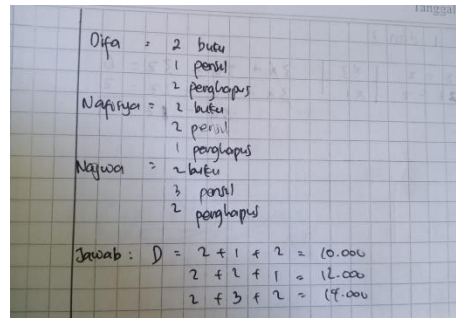 Tanggal
Difa = 2 buku
1 pensil
2 penghapus
Nafisya = 2 buku
2 pensil
1 penghapus
Najwa = 2 buku
3 pensil
2 penghapus
Jawab : D = 2 + 1 + 2 = 10.000
2 + 2 + 1 = 12.000
2 + 3 + 2 = 14.000